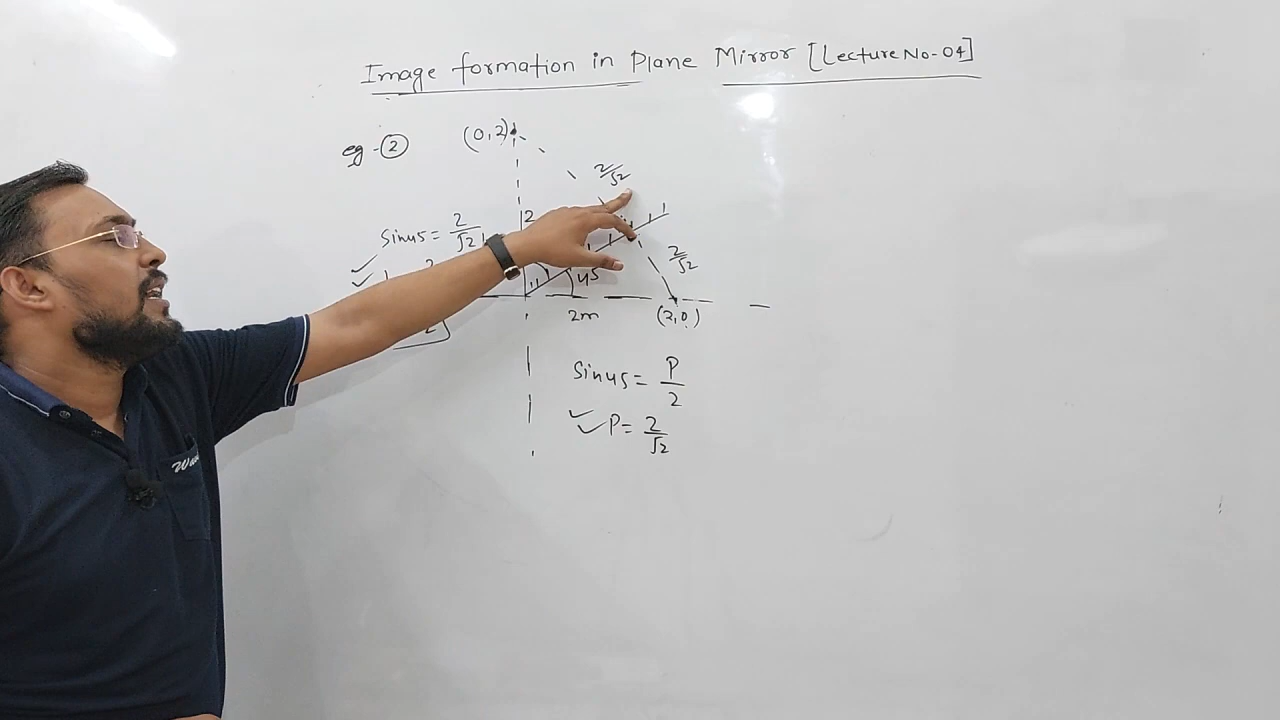 Image formation in Plane Mirror [Lecture No-04]
eg-②
(0,2)
2/√2
2
sin45 = 2/√2
45
2/√2
2m
(2,0)
2
sin45 = P/2
P = 2/√2